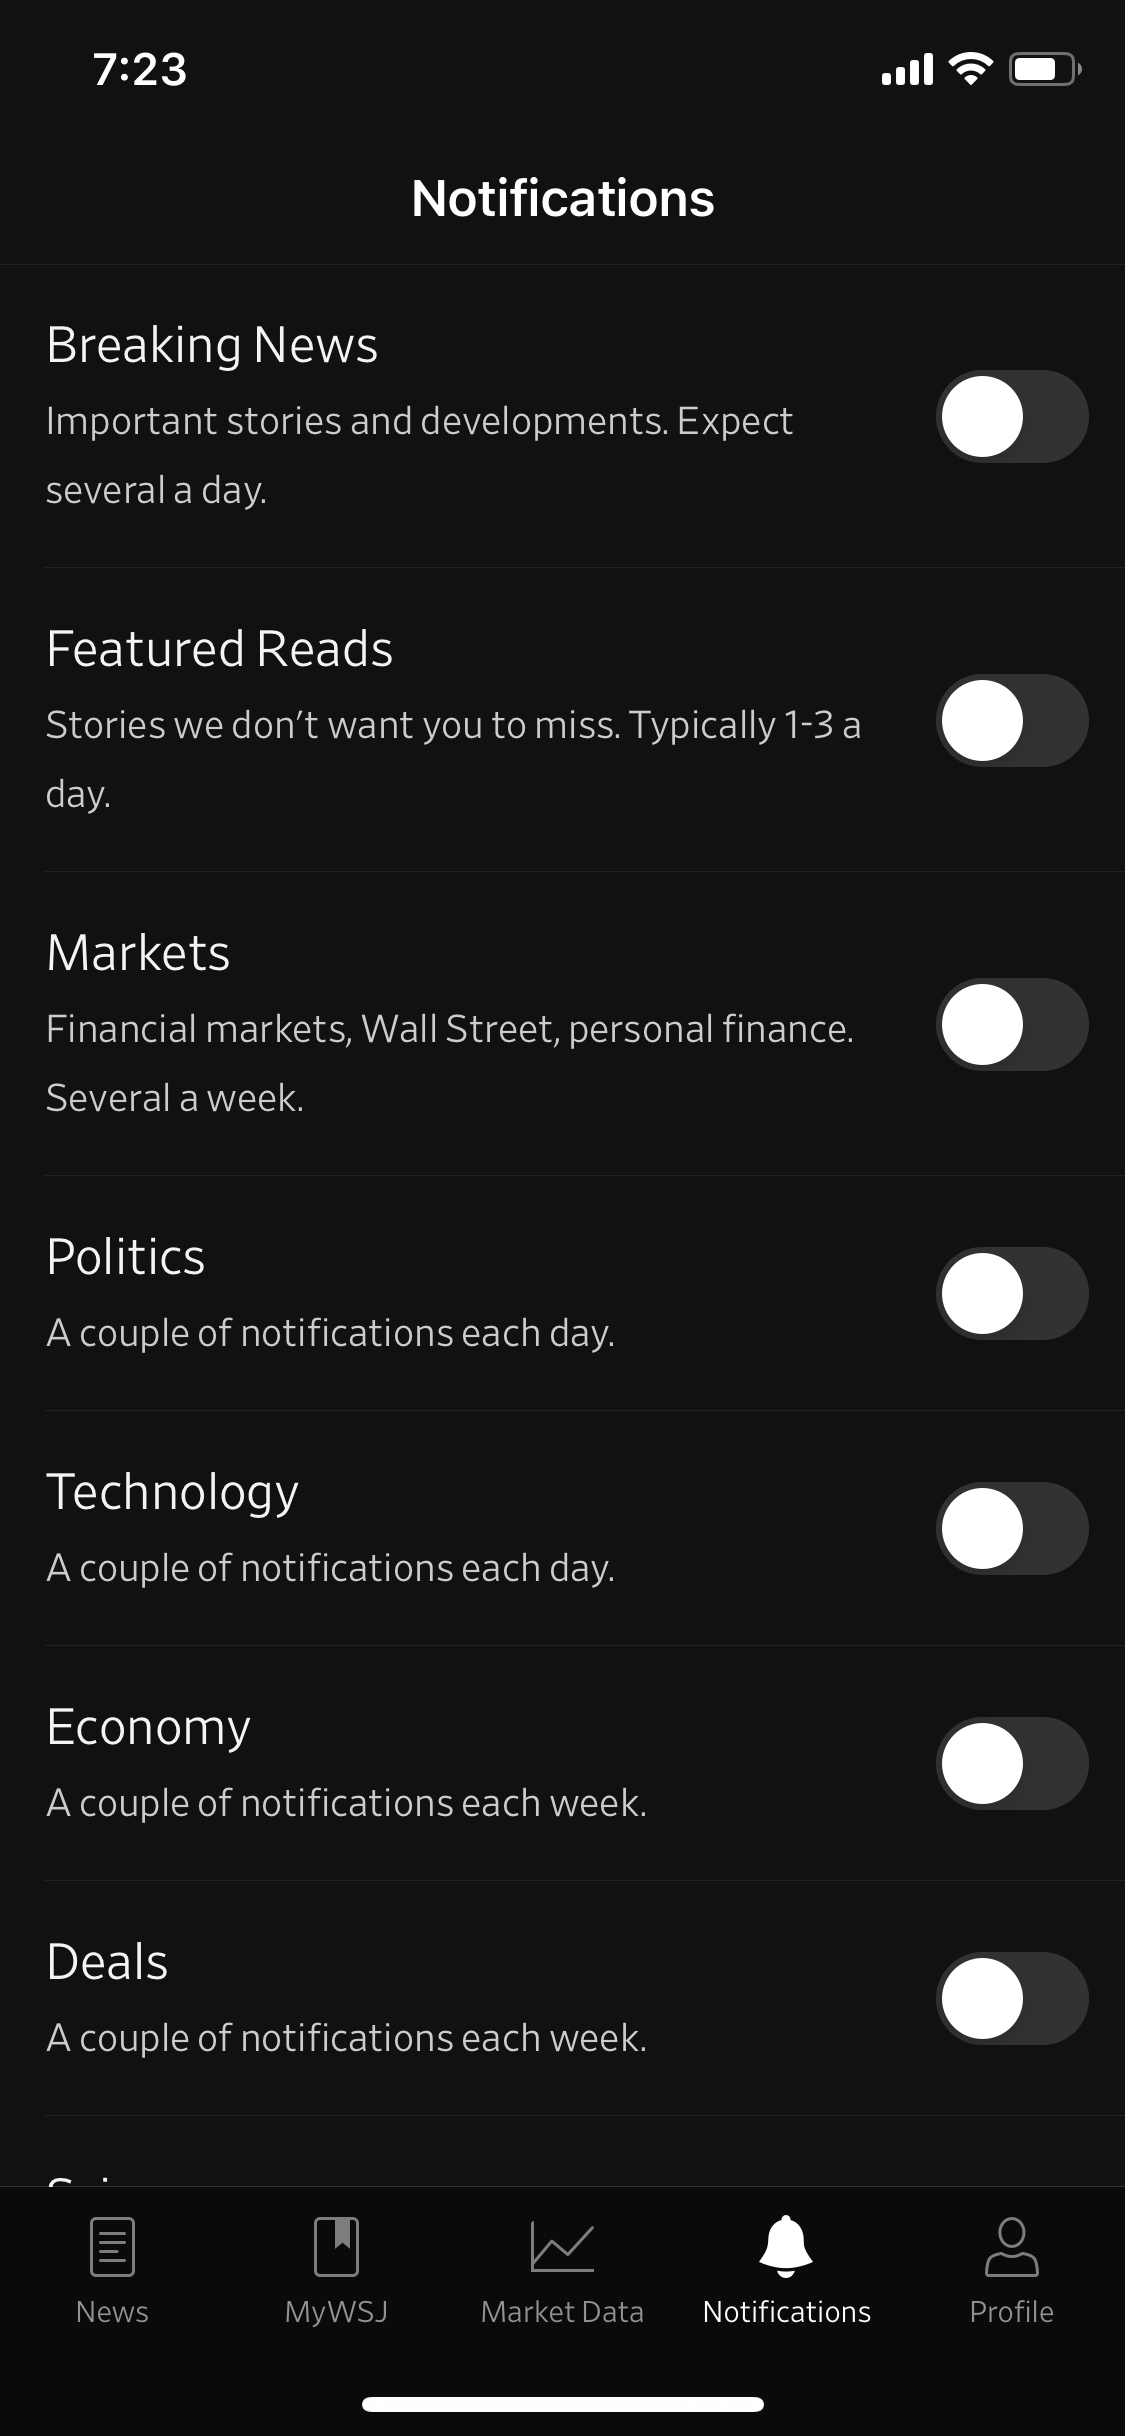 7:23
Notifications
Breaking News
Important stories and developments. Expect
several a day.
Featured Reads
Stories we don’t want you to miss. Typically 1-3 a
day.
Markets
Financial markets, Wall Street, personal finance.
Several a week.
Politics
A couple of notifications each day.
Technology
A couple of notifications each day.
Economy
A couple of notifications each week.
Deals
A couple of notifications each week.
News
MyWSJ
Market Data
Notifications
Profile